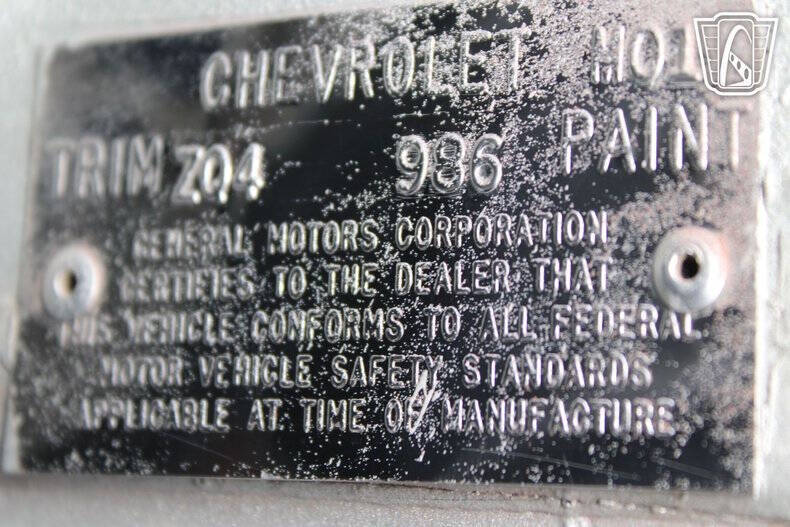 CHEVROLET M01
TRIM ZQ4 986 PAINT
GENERAL MOTORS CORPORATION
CERTIFIES TO THE DEALER THAT
THIS VEHICLE CONFORMS TO ALL FEDERAL
MOTOR VEHICLE SAFETY STANDARDS
APPLICABLE AT TIME OF MANUFACTURE